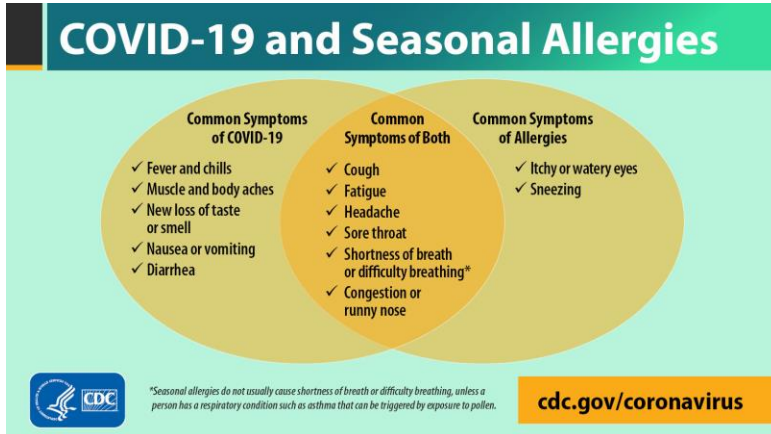 COVID-19 and Seasonal Allergies
Common Symptoms
of COVID-19
✓ Fever and chills
✓ Muscle and body aches
✓ New loss of taste
or smell
✓ Nausea or vomiting
✓ Diarrhea
Common
Symptoms of Both
✓ Cough
✓ Fatigue
✓ Headache
✓ Sore throat
✓ Shortness of breath
or difficulty breathing*
✓ Congestion or
runny nose
Common Symptoms
of Allergies
✓ Itchy or watery eyes
✓ Sneezing
CDC
*Seasonal allergies do not usually cause shortness of breath or difficulty breathing, unless a
person has a respiratory condition such as asthma that can be triggered by exposure to pollen.
cdc.gov/coronavirus